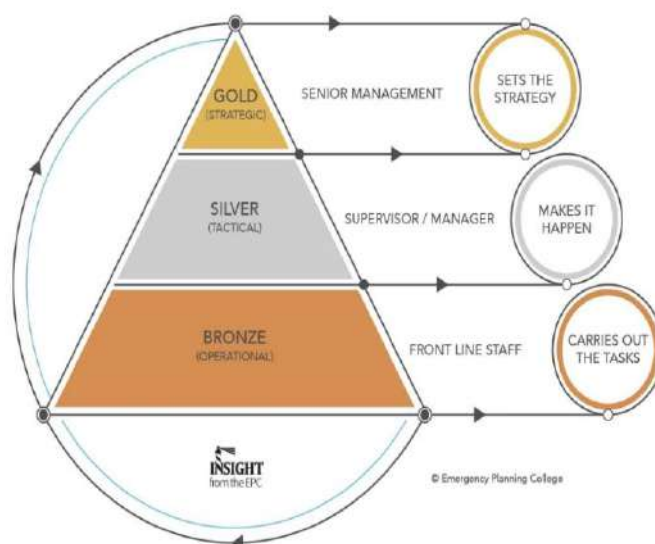 GOLD
(STRATEGIC)
SENIOR MANAGEMENT
SETS THE
STRATEGY
SILVER
(TACTICAL)
SUPERVISOR / MANAGER
MAKES IT
HAPPEN
BRONZE
(OPERATIONAL)
FRONT LINE STAFF
CARRIES OUT
THE TASKS
INSIGHT
from the EPC
© Emergency Planning College